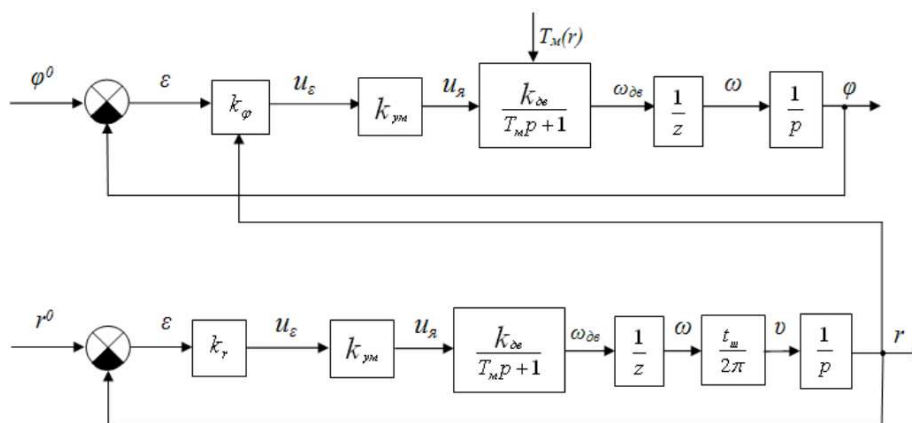 T_м(r)
φ⁰ ε k_φ u_ε k_ум u_я k_дв / T_м p + 1 ω_дв 1 / z ω 1 / p φ
r⁰ ε k_r u_ε k_ум u_я k_дв / T_м p + 1 ω_дв 1 / z ω t_ш / 2π υ 1 / p r